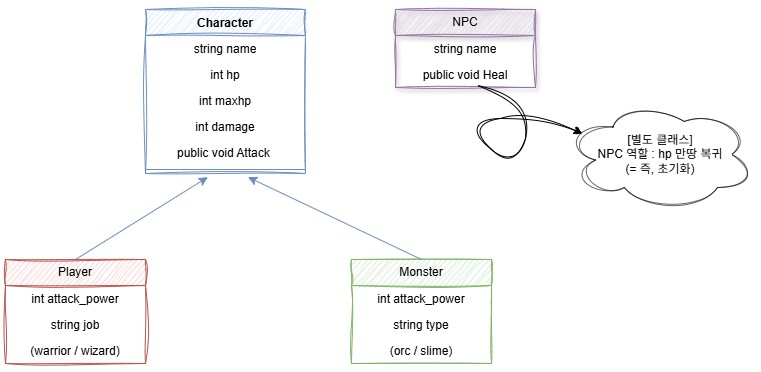 Character
string name
int hp
int maxhp
int damage
public void Attack
NPC
string name
public void Heal
[별도 클래스]
NPC 역할 : hp 만땅 복귀
(= 즉, 초기화)
Player
int attack_power
string job
(warrior / wizard)
Monster
int attack_power
string type
(orc / slime)